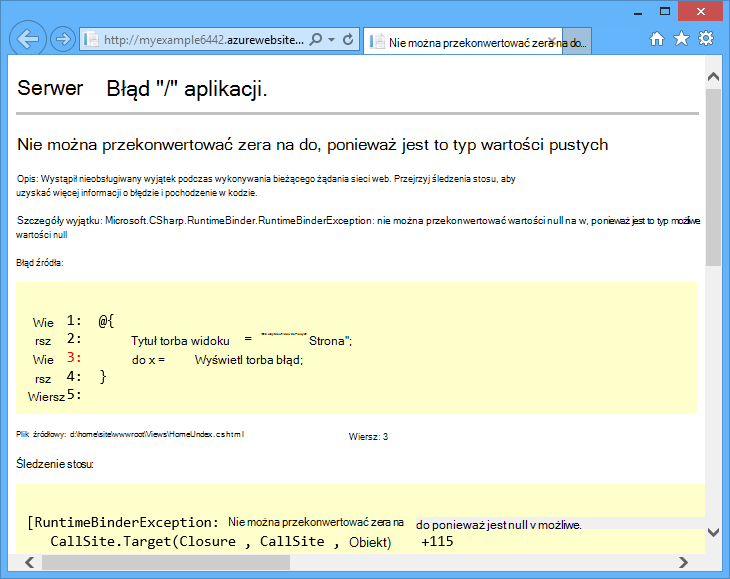 http://myexample6442.azurewebsite... Nie można przekonwertować zera na do...
Serwer Błąd "/" aplikacji.
Nie można przekonwertować zera na do, ponieważ jest to typ wartości pustych
Opis: Wystąpił nieobsługiwany wyjątek podczas wykonywania bieżącego żądania sieci web. Przejrzyj śledzenia stosu, aby
uzyskać więcej informacji o błędzie i pochodzenie w kodzie.
Szczegóły wyjątku: Microsoft.CSharp.RuntimeBinder.RuntimeBinderException: nie można przekonwertować wartości null na w, ponieważ jest to typ możliwe
wartości null
Błąd źródła:
Wie 1: @{
rsz 2: Tytuł torba widoku = Strona";
Wie 3: do x = Wyświetl torba błąd;
rsz 4: }
Wiersz 5:
Plik źródłowy: d:\home\site\wwwroot\Views\Home\Index.cshtml Wiersz: 3
Śledzenie stosu:
[RuntimeBinderException: Nie można przekonwertować zera na do ponieważ jest null v możliwe.
CallSite.Target(Closure , CallSite , Obiekt) +115